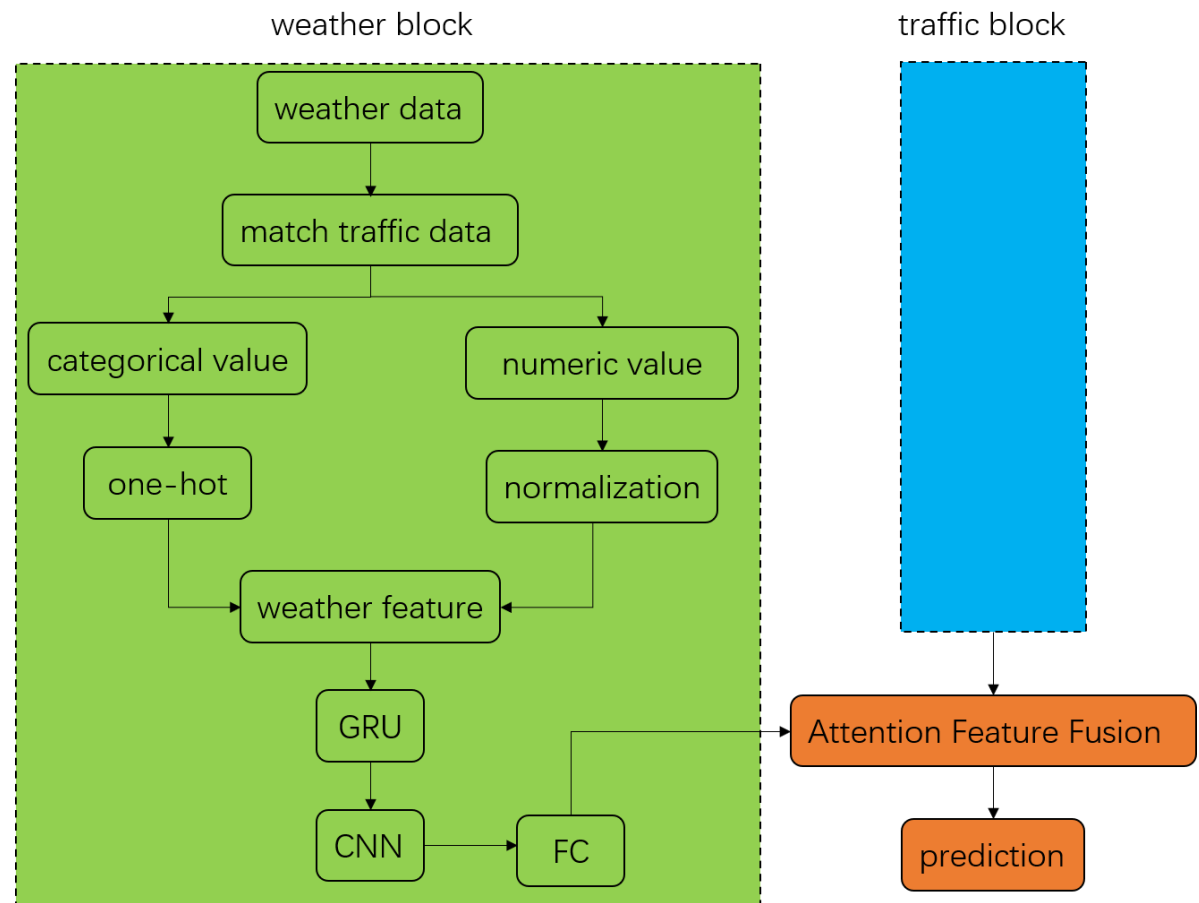 weather block
traffic block
weather data
match traffic data
categorical value
numeric value
one-hot
normalization
weather feature
GRU
Attention Feature Fusion
CNN
FC
prediction